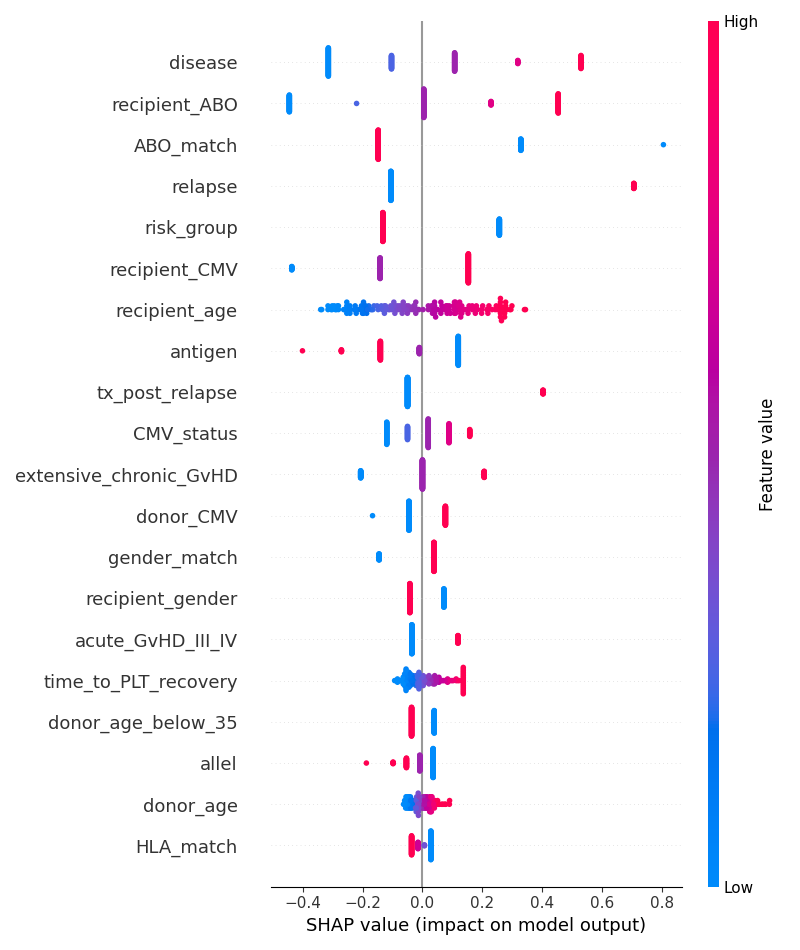 High
disease
recipient_ABO
ABO_match
relapse
risk_group
recipient_CMV
recipient_age
antigen
tx_post_relapse
CMV_status
extensive_chronic_GvHD
donor_CMV
gender_match
recipient_gender
acute_GvHD_III_IV
time_to_PLT_recovery
donor_age_below_35
allel
donor_age
HLA_match
Feature value
Low
−0.4 −0.2 0.0 0.2 0.4 0.6 0.8
SHAP value (impact on model output)